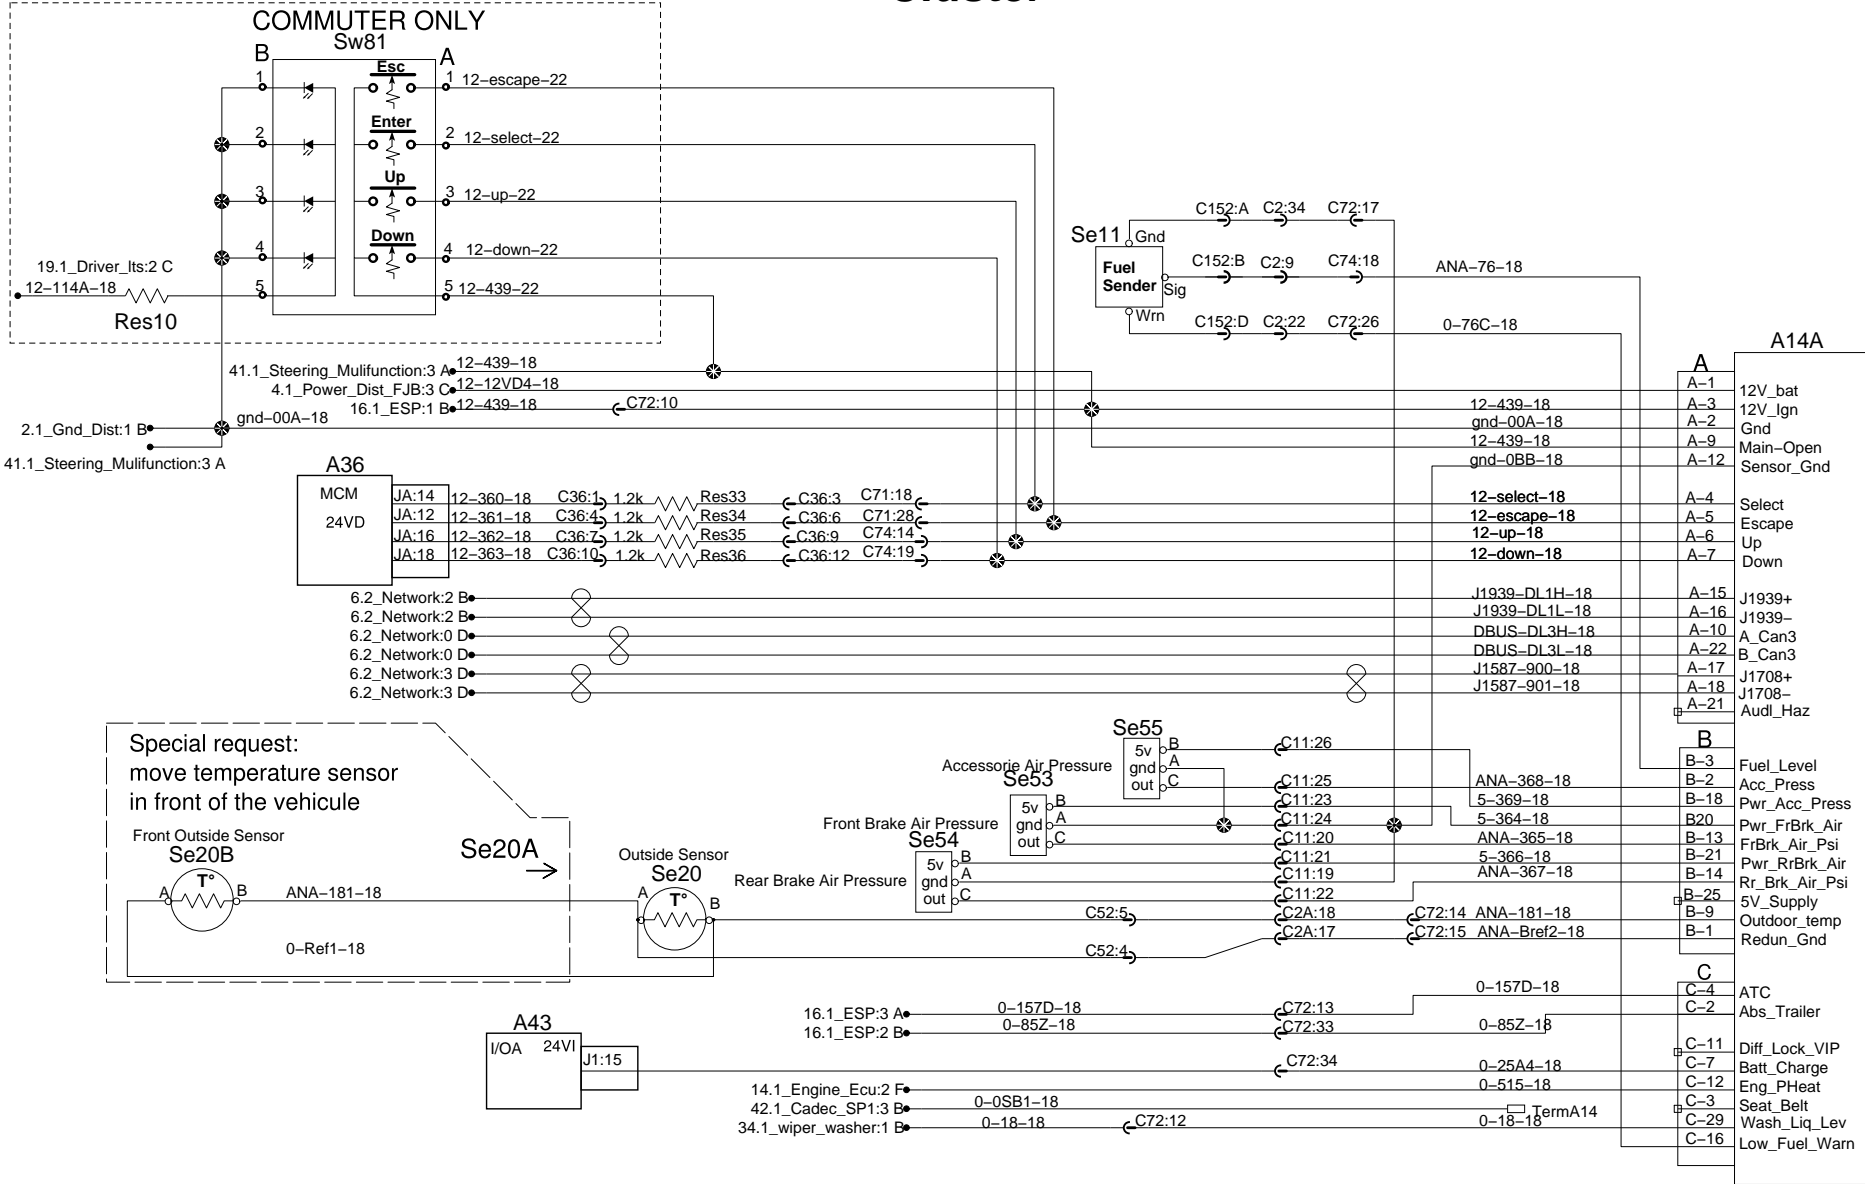 COMMUTER ONLY
Sw81
B
A
1
Esc
1
12–escape–22
2
Enter
2
12–select–22
3
Up
3
12–up–22
4
Down
4
12–down–22
19.1_Driver_lts:2 C
12–114A–18
Res10
5
5
12–439–22
C152:A
C2:34
C72:17
Se11
Gnd
Fuel
Sender
C152:B
C2:9
C74:18
ANA–76–18
Sig
Wrn
C152:D
C2:22
C72:26
0–76C–18
A14A
41.1_Steering_Mulifunction:3 A
12–439–18
4.1_Power_Dist_FJB:3 C
12–12VD4–18
16.1_ESP:1 B
12–439–18
C72:10
2.1_Gnd_Dist:1 B
gnd–00A–18
41.1_Steering_Mulifunction:3 A
A
A–1
12V_bat
12–439–18
A–3
12V_Ign
gnd–00A–18
A–2
Gnd
12–439–18
A–9
Main–Open
gnd–0BB–18
A–12
Sensor_Gnd
A36
MCM
24VD
JA:14
12–360–18
C36:1
1.2k
Res33
C36:3
C71:18
12–select–18
A–4
Select
JA:12
12–361–18
C36:4
1.2k
Res34
C36:6
C71:28
12–escape–18
A–5
Escape
JA:16
12–362–18
C36:7
1.2k
Res35
C36:9
C74:14
12–up–18
A–6
Up
JA:18
12–363–18
C36:10
1.2k
Res36
C36:12
C74:19
12–down–18
A–7
Down
6.2_Network:2 B
J1939–DL1H–18
A–15
J1939+
6.2_Network:2 B
J1939–DL1L–18
A–16
J1939–
6.2_Network:0 D
DBUS–DL3H–18
A–10
A_Can3
6.2_Network:0 D
DBUS–DL3L–18
A–22
B_Can3
6.2_Network:3 D
J1587–900–18
A–17
J1708+
6.2_Network:3 D
J1587–901–18
A–18
J1708–
A–21
Audl_Haz
Special request:
move temperature sensor
in front of the vehicule
Front Outside Sensor
Se20B
T°
A
B
ANA–181–18
0–Ref1–18
Se20A
Outside Sensor
Se20
T°
A
B
Se55
Accessorie Air Pressure
5v
gnd
out
B
A
C
Se53
Front Brake Air Pressure
5v
gnd
out
B
A
C
Se54
Rear Brake Air Pressure
5v
gnd
out
B
A
C
C11:26
C11:25
C11:23
C11:24
C11:20
C11:21
C11:19
C11:22
C52:5
C2A:18
C72:14
C52:4
C2A:17
C72:15
B
B–3
Fuel_Level
ANA–368–18
B–2
Acc_Press
5–369–18
B–18
Pwr_Acc_Press
5–364–18
B20
Pwr_FrBrk_Air
ANA–365–18
B–13
FrBrk_Air_Psi
5–366–18
B–21
Pwr_RrBrk_Air
ANA–367–18
B–14
Rr_Brk_Air_Psi
B–25
5V_Supply
ANA–181–18
B–9
Outdoor_temp
ANA–Bref2–18
B–1
Redun_Gnd
C
16.1_ESP:3 A
0–157D–18
C72:13
0–157D–18
C–4
ATC
16.1_ESP:2 B
0–85Z–18
C72:33
0–85Z–18
C–2
Abs_Trailer
A43
I/OA
24VI
J1:15
C–11
Diff_Lock_VIP
C72:34
0–25A4–18
C–7
Batt_Charge
14.1_Engine_Ecu:2 F
0–515–18
C–12
Eng_PHeat
42.1_Cadec_SP1:3 B
0–0SB1–18
TermA14
C–3
Seat_Belt
34.1_wiper_washer:1 B
0–18–18
C72:12
0–18–18
C–29
Wash_Liq_Lev
C–16
Low_Fuel_Warn